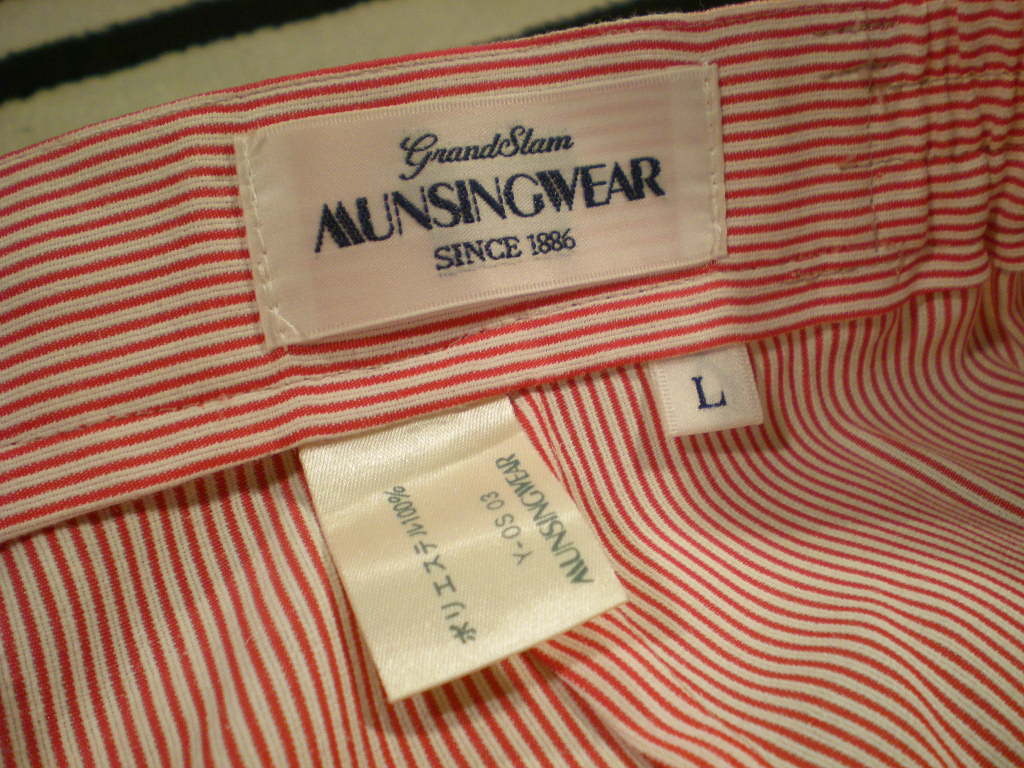 GrandSlam
MUNSINGWEAR
SINCE 1886
L
MUNSINGWEAR
Y-OS 03
ポリエステル100%